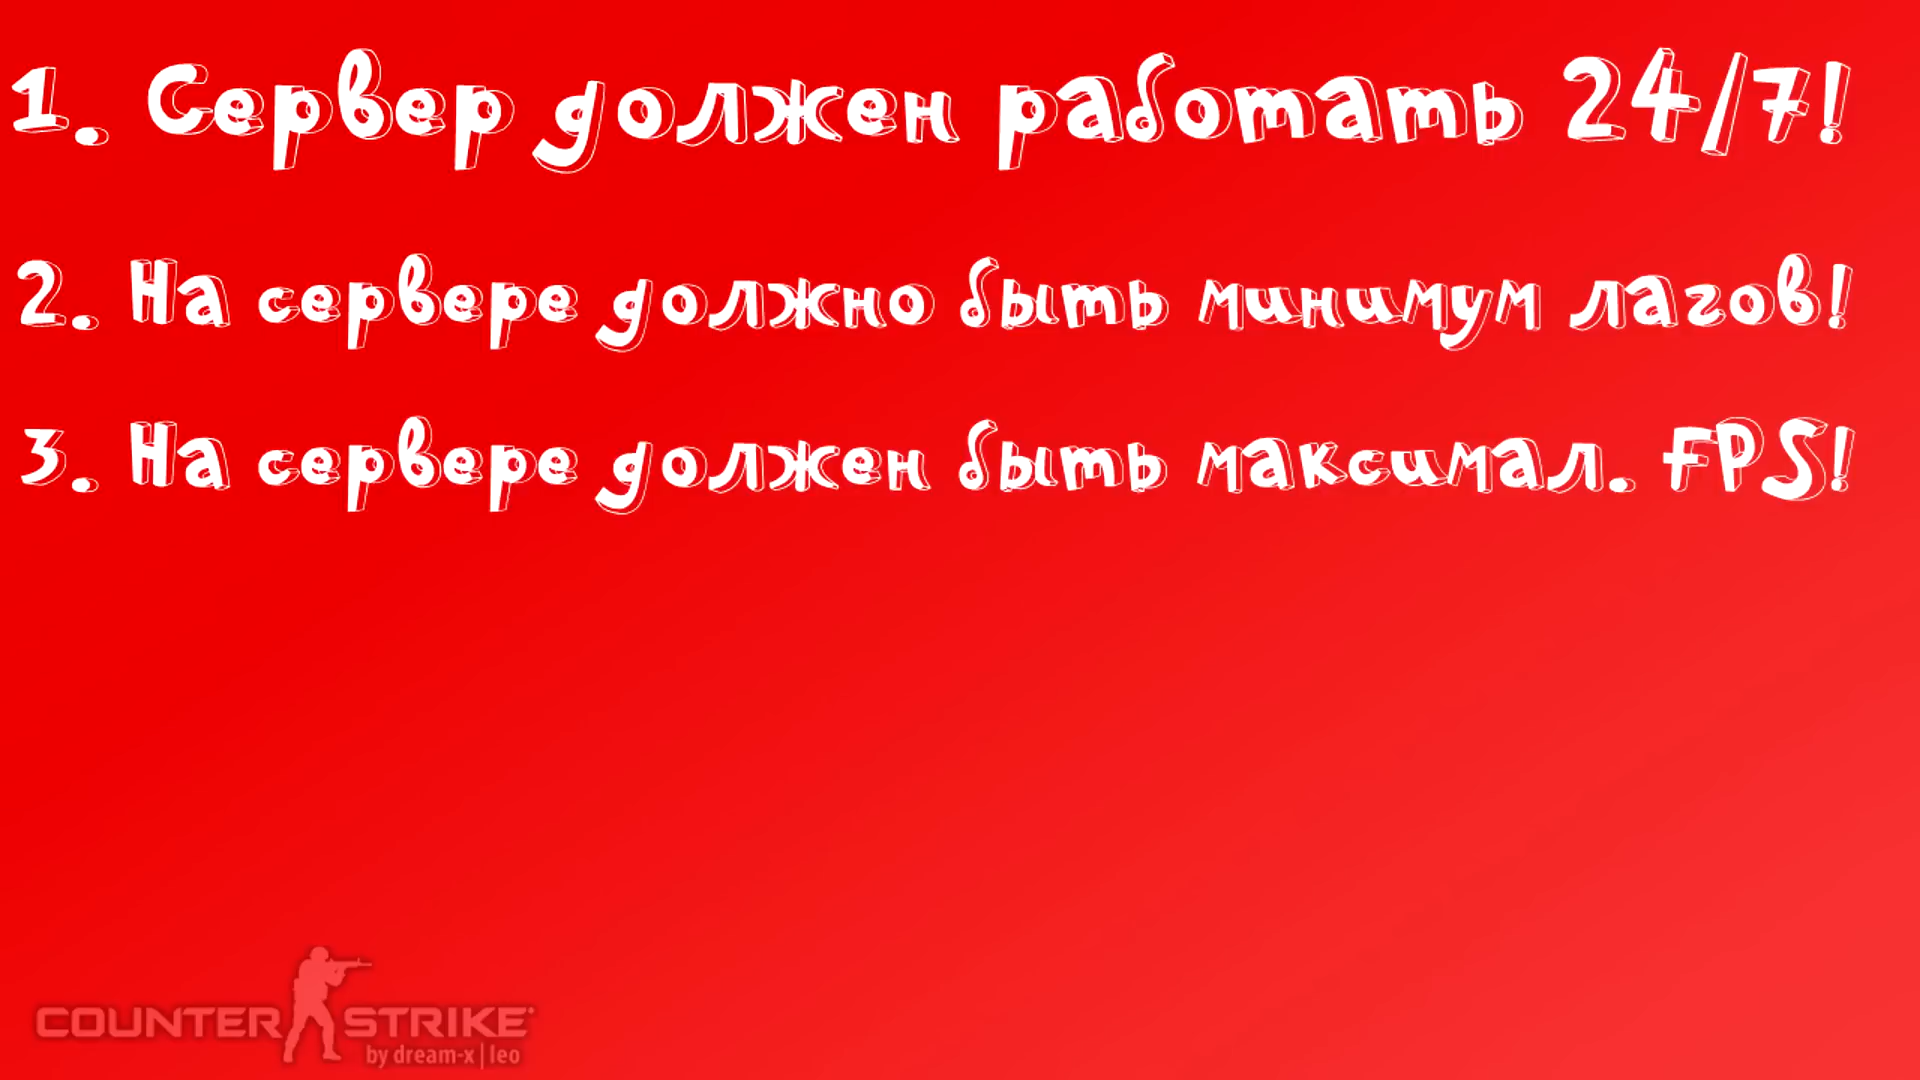 1. Сервер должен работать 24/7!
2. На сервере должно быть минимум лагов!
3. На сервере должен быть максимал. FPS!
COUNTER STRIKE
by dream-x | leo